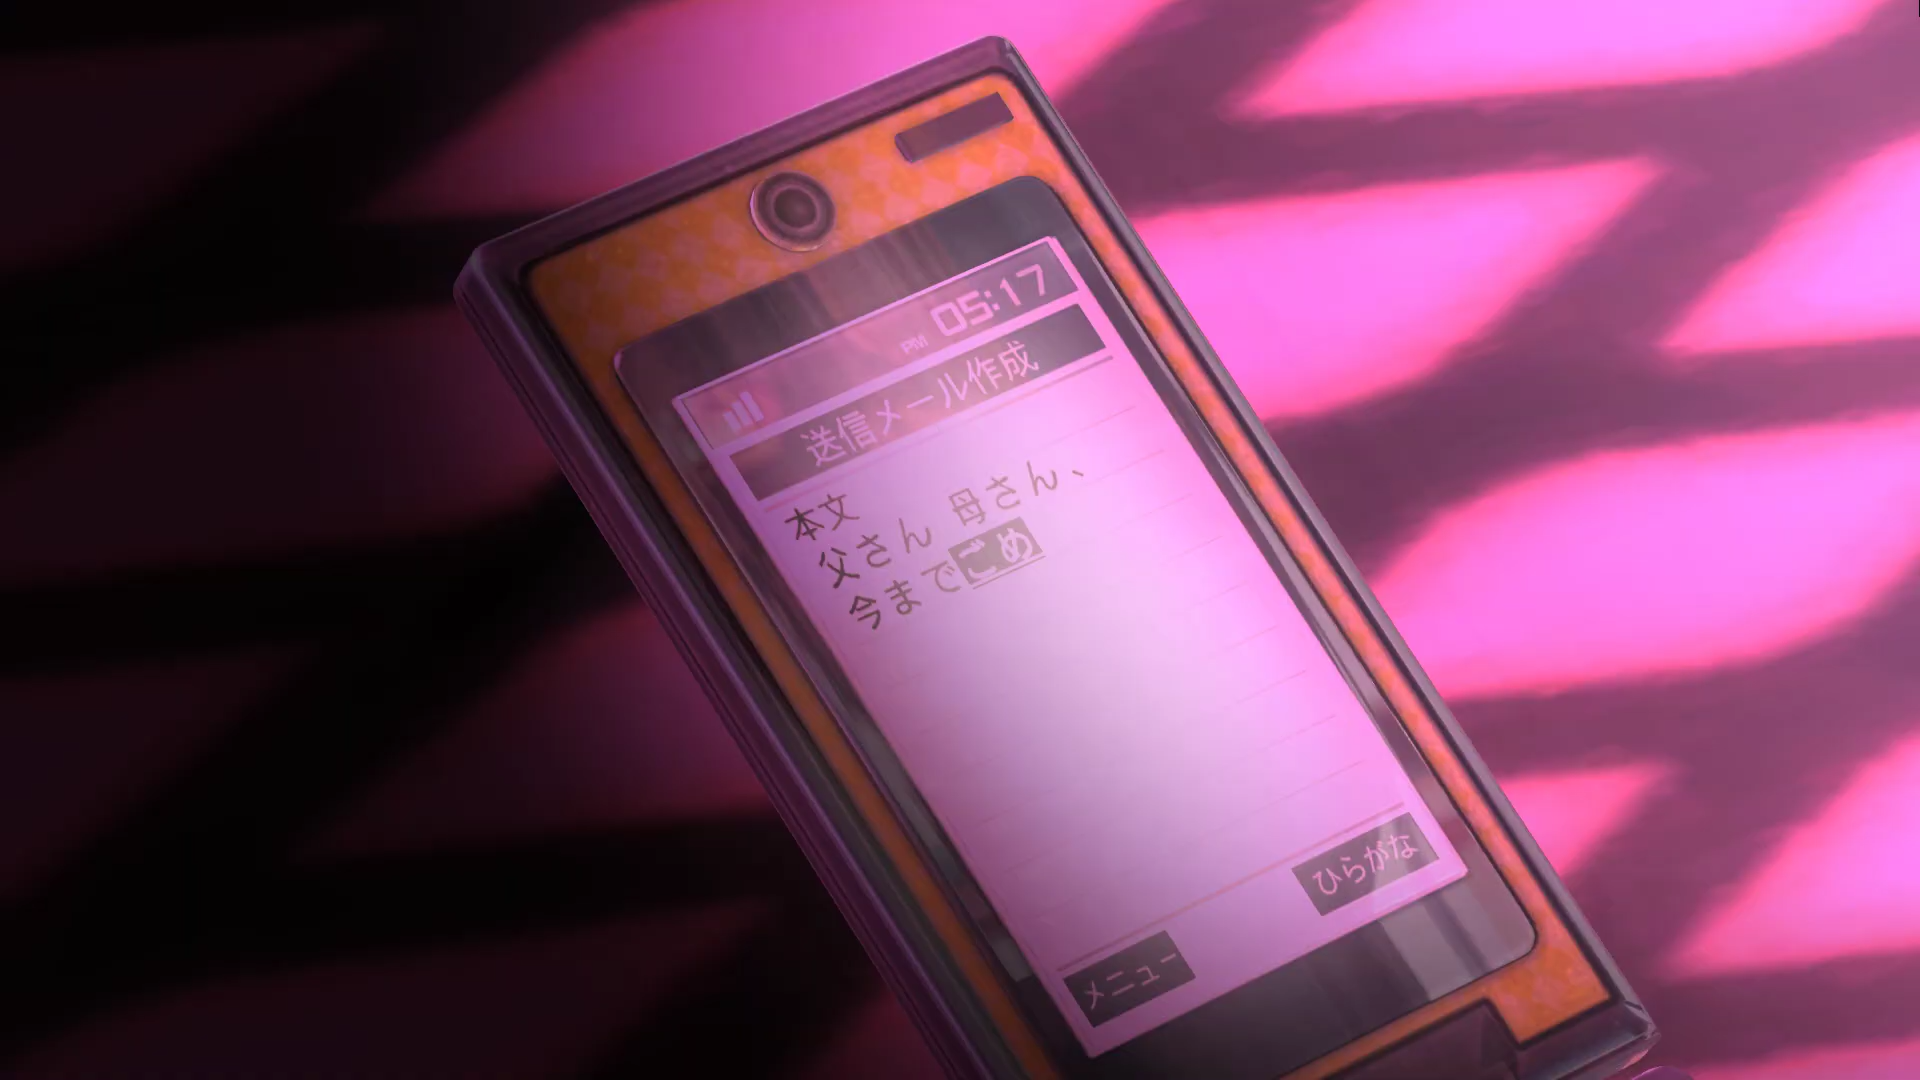 PM 05:17
送信メール作成
本文
父さん 母さん、
今までごめ
ひらがな
メニュー